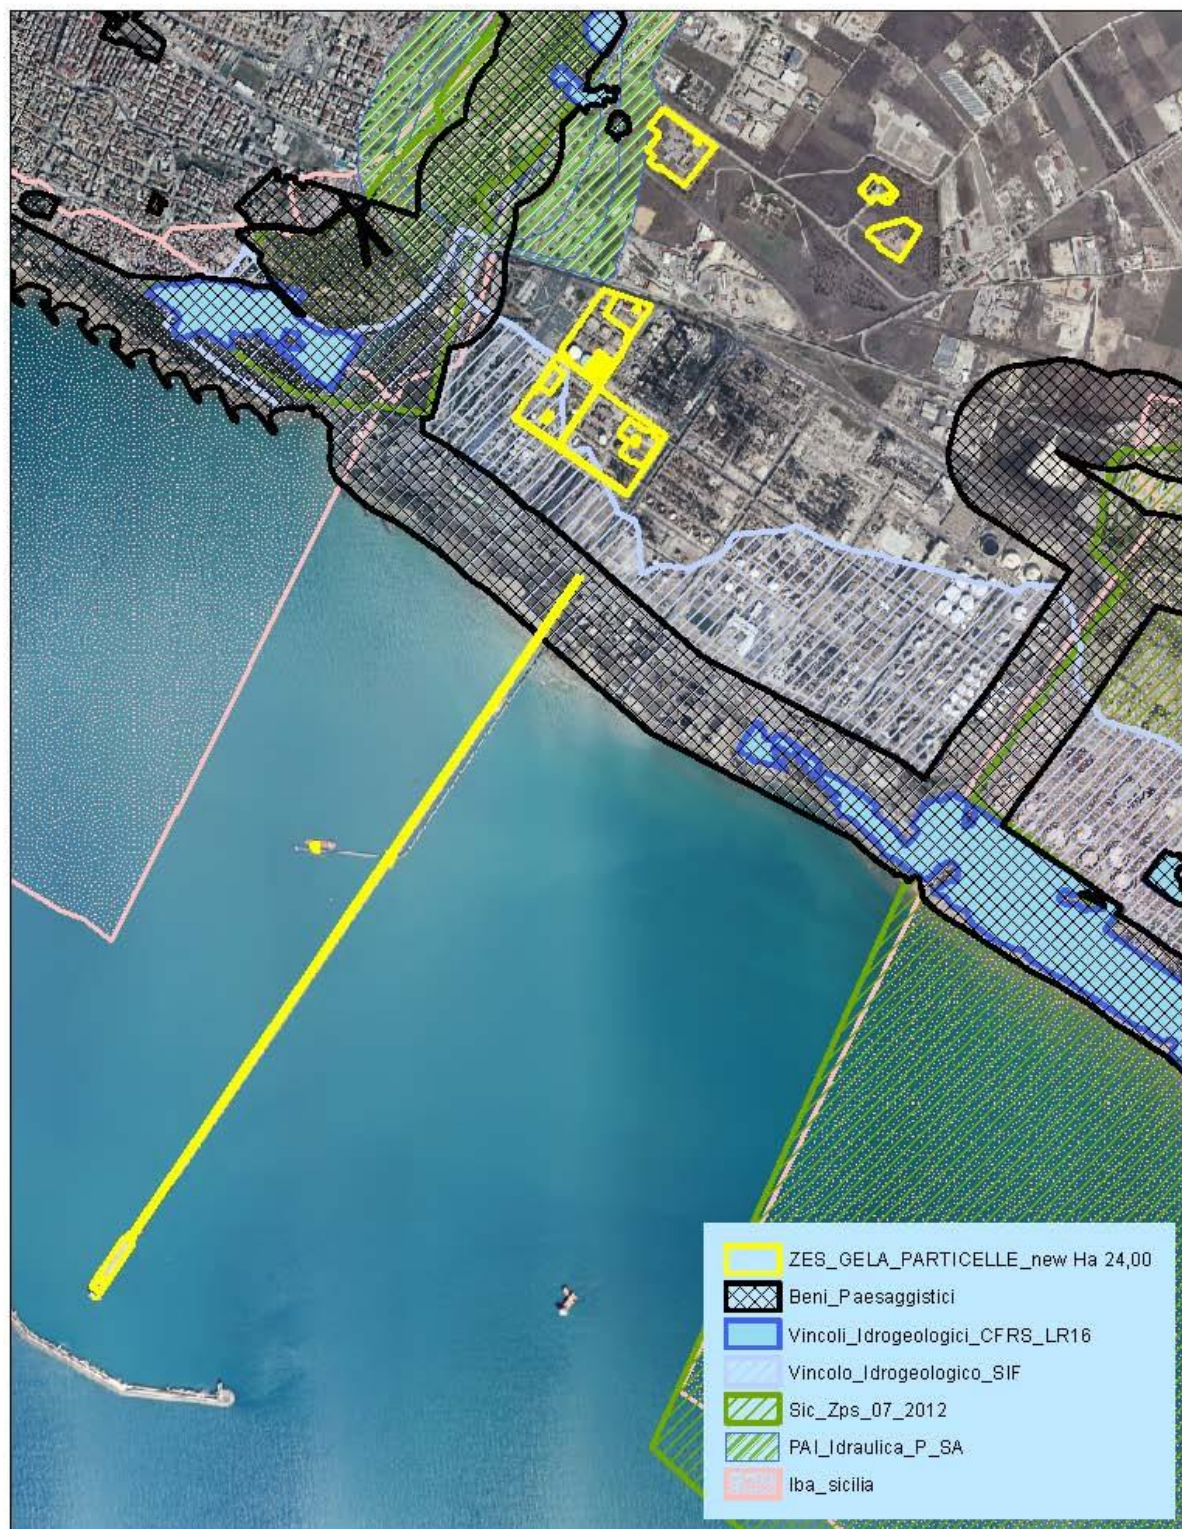 ZES_GELA_PARTICELLE_new Ha 24,00
Beni_Paesaggistici
Vincoli_Idrogeologici_CFRS_LR16
Vincolo_Idrogeologico_SIF
Sic_Zps_07_2012
PAI_Idraulica_P_SA
Iba_sicilia